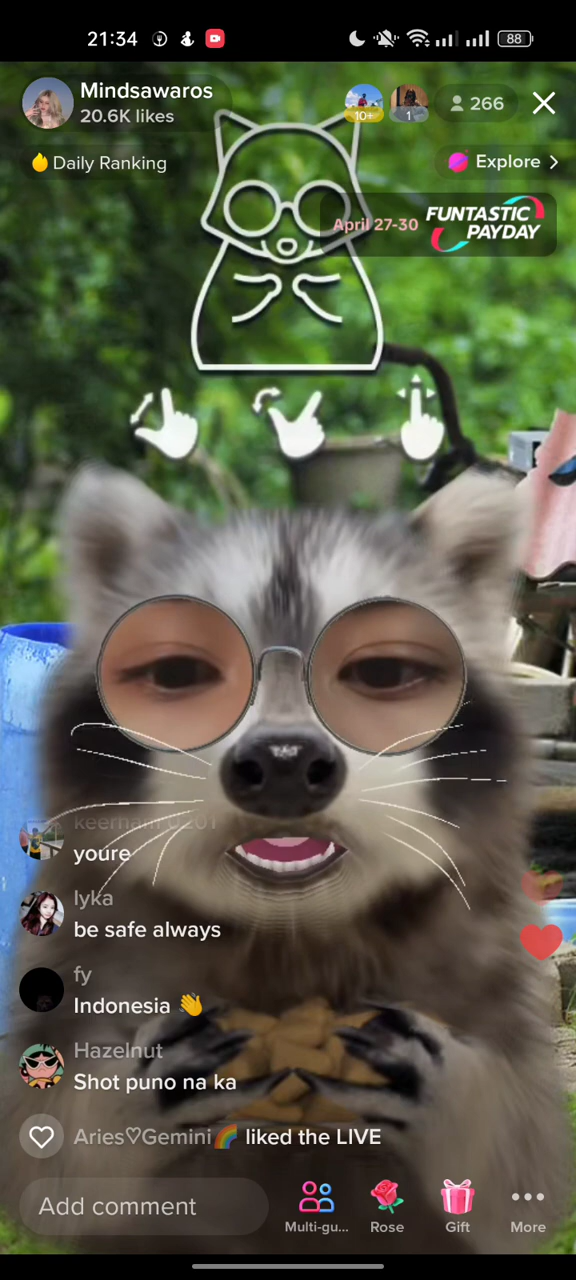 21:34
88
Mindsawaros
20.6K likes
10+
1
266
Daily Ranking
Explore
April 27-30
FUNTASTIC
PAYDAY
youre
lyka
be safe always
fy
Indonesia 👋
Hazelnut
Shot puno na ka
Aries♡Gemini🌈 liked the LIVE
Add comment
Multi-gu...
Rose
Gift
More